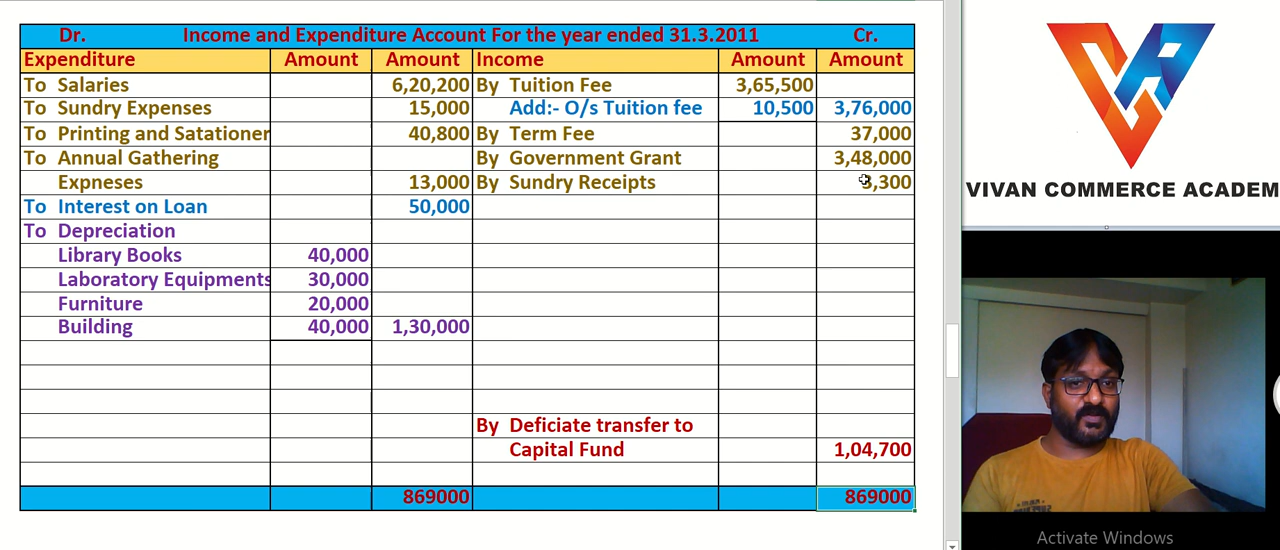 Dr. Income and Expenditure Account For the year ended 31.3.2011 Cr.
Expenditure Amount Amount Income Amount Amount
To Salaries 6,20,200 By Tuition Fee 3,65,500
To Sundry Expenses 15,000 Add:- O/s Tuition fee 10,500 3,76,000
To Printing and Satationer 40,800 By Term Fee 37,000
To Annual Gathering By Government Grant 3,48,000
Expneses 13,000 By Sundry Receipts 3,300
To Interest on Loan 50,000
To Depreciation
Library Books 40,000
Laboratory Equipments 30,000
Furniture 20,000
Building 40,000 1,30,000
By Deficiate transfer to
Capital Fund 1,04,700
869000 869000
VIVAN COMMERCE ACADEM
Activate Windows